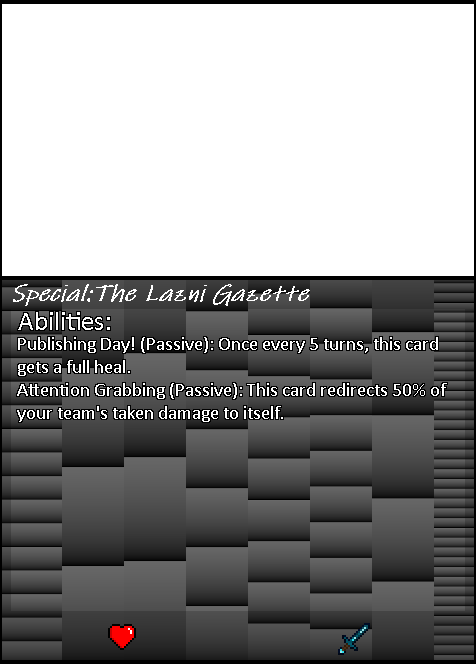 Special:The Lazni Gazette
Abilities:
Publishing Day! (Passive): Once every 5 turns, this card
gets a full heal.
Attention Grabbing (Passive): This card redirects 50% of
your team's taken damage to itself.